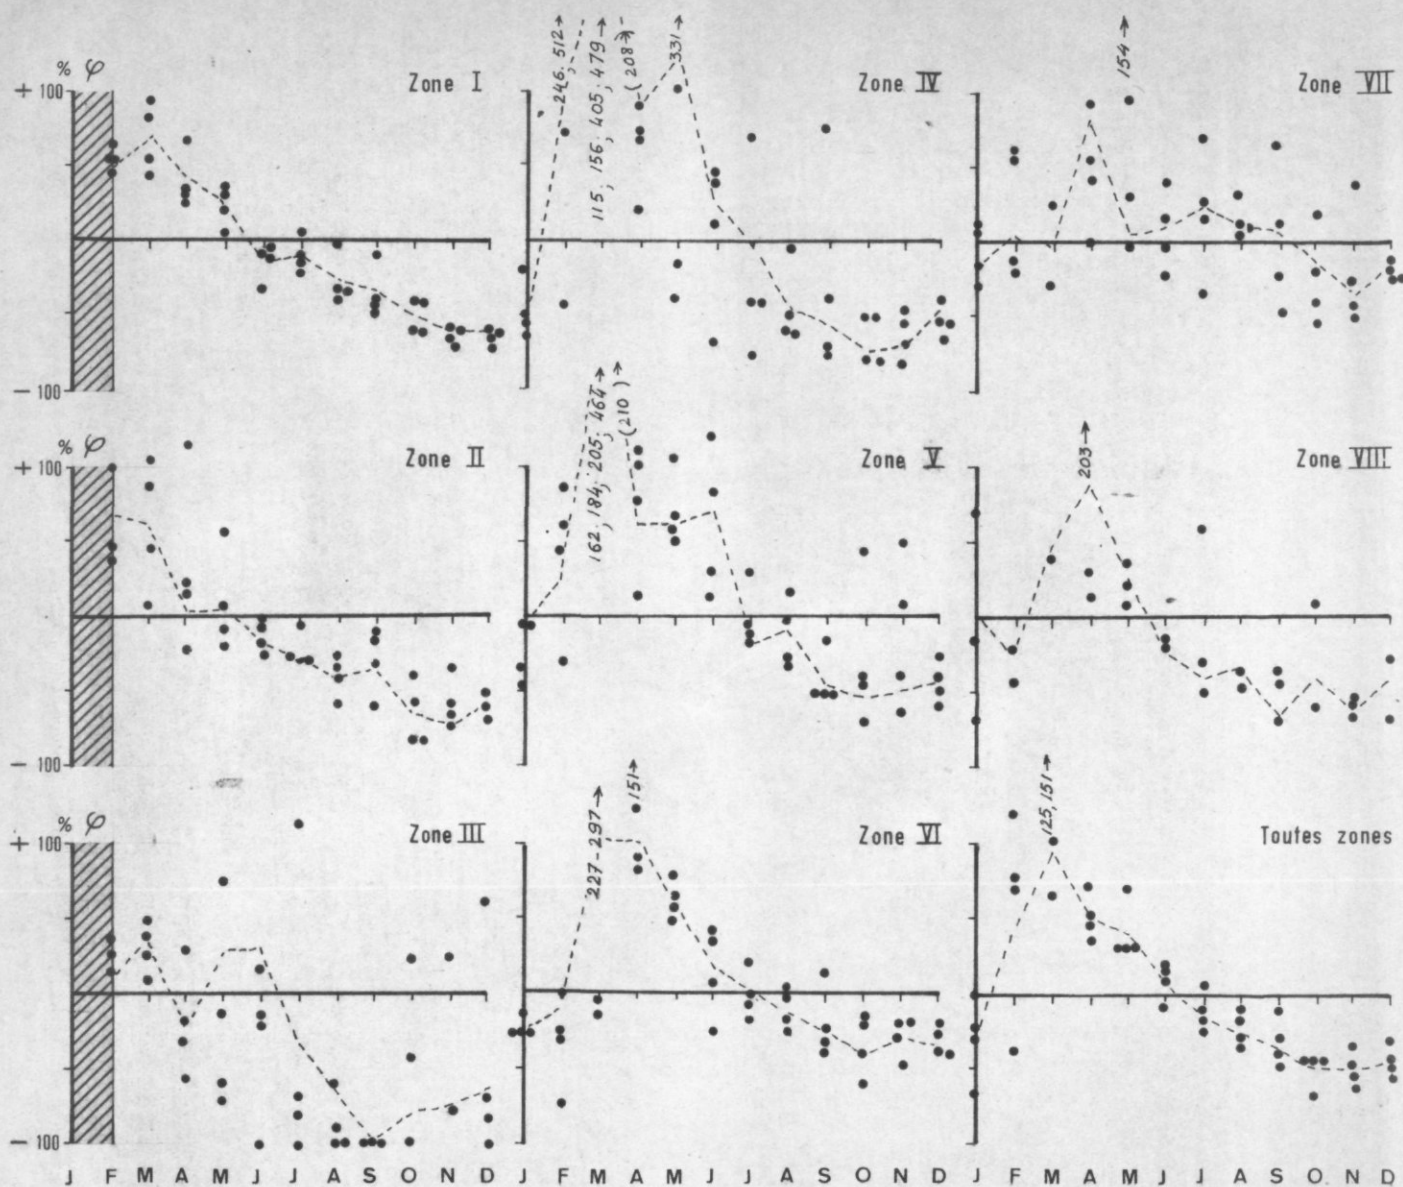 % φ
+ 100
- 100
Zone I
246, 512→
115, 156, 405, 479→
(208→)
331→
Zone IV
154→
Zone VII
% φ
+ 100
- 100
Zone II
162, 184, 205, 464→
(210)→
Zone V
203→
Zone VIII
% φ
+ 100
- 100
Zone III
227-297→
151→
Zone VI
125, 151→
Toutes zones
J F M A M J J A S O N D J F M A M J J A S O N D J F M A M J J A S O N D